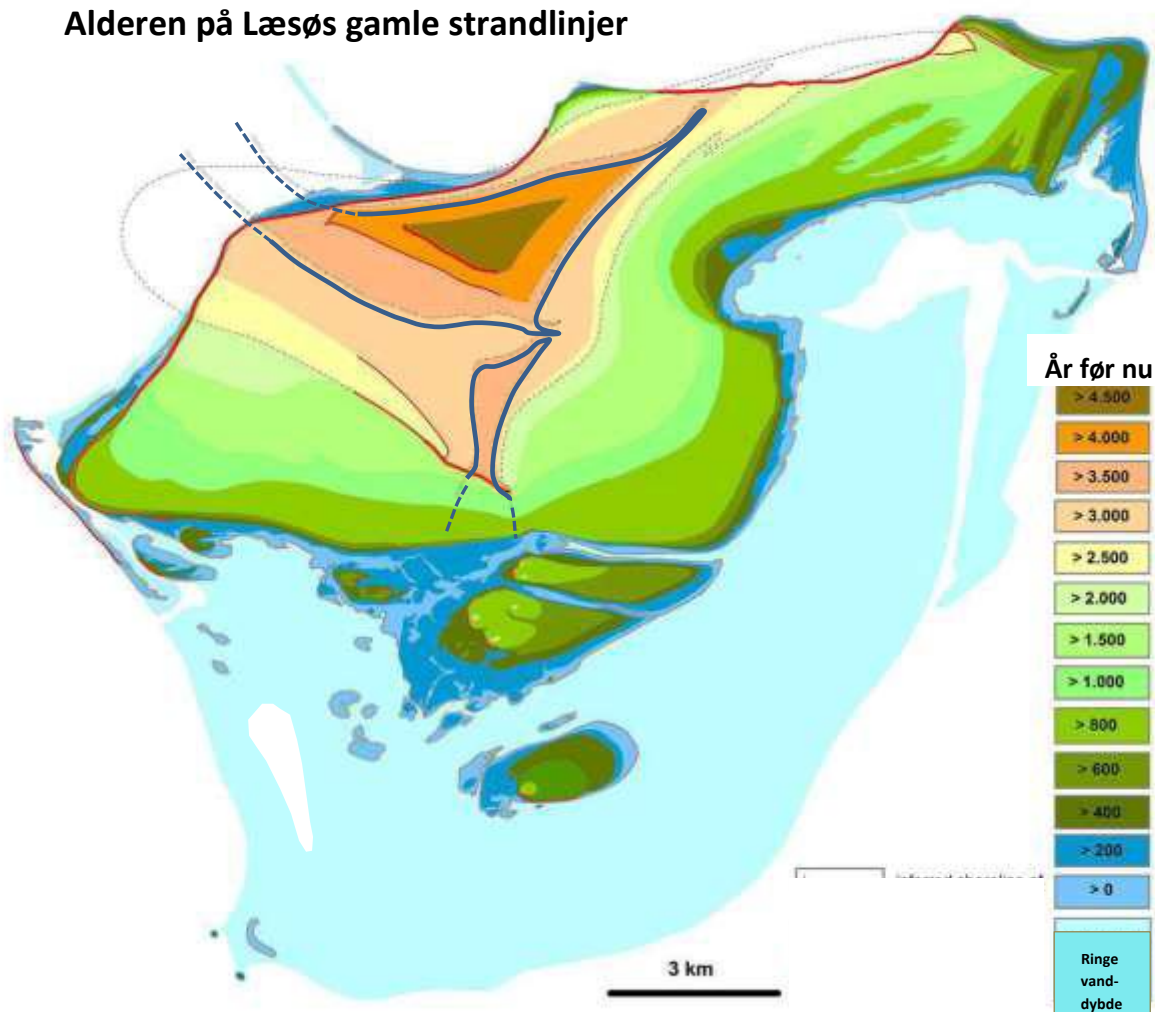 Alderen på Læsøs gamle strandlinjer
År før nu
> 4.500
> 4.000
> 3.500
> 3.000
> 2.500
> 2.000
> 1.500
> 1.000
> 800
> 600
> 400
> 200
> 0
Ringe
vand-
dybde
3 km